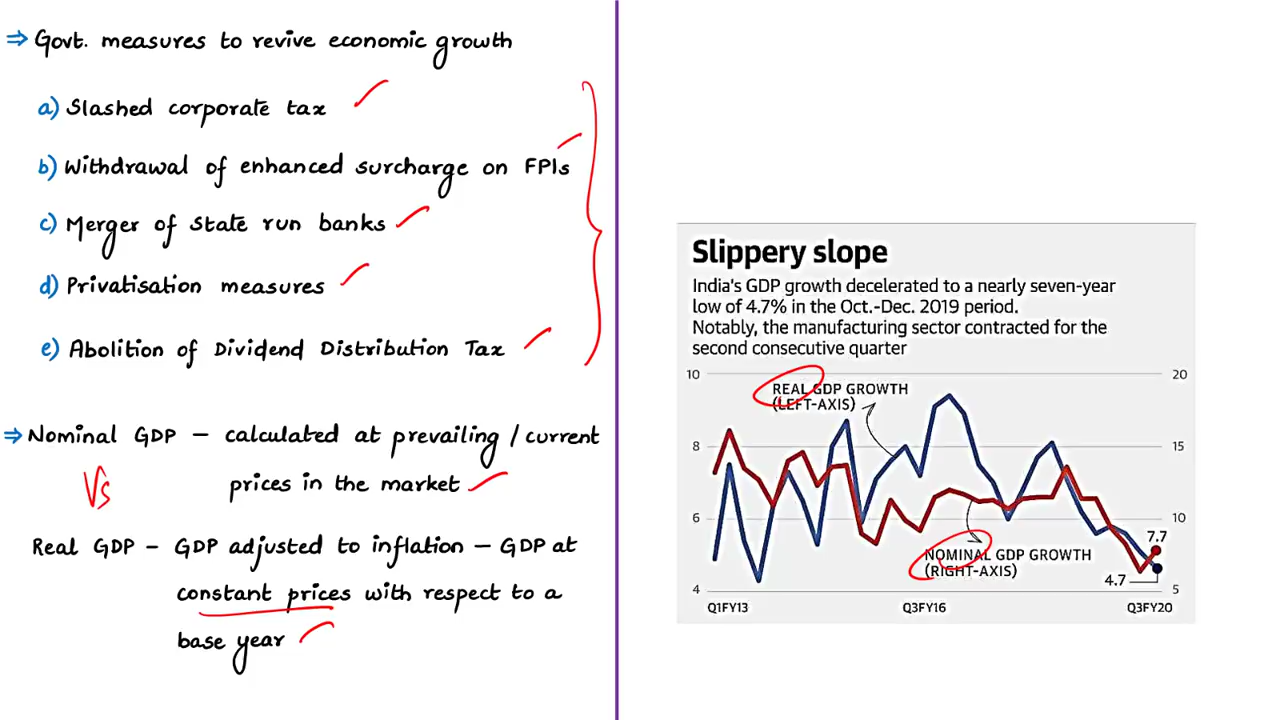 ⇒ Govt. measures to revive economic growth
a) Slashed corporate tax
b) Withdrawal of enhanced surcharge on FPIs
c) Merger of State run banks
d) Privatisation measures
e) Abolition of Dividend Distribution Tax
⇒ Nominal GDP – calculated at prevailing / current
prices in the market
Vs
Real GDP – GDP adjusted to inflation – GDP at
constant prices with respect to a
base year
Slippery slope
India's GDP growth decelerated to a nearly seven-year
low of 4.7% in the Oct.-Dec. 2019 period.
Notably, the manufacturing sector contracted for the
second consecutive quarter
10 20
REAL GDP GROWTH
(LEFT-AXIS)
8 15
6 10
7.7
NOMINAL GDP GROWTH
(RIGHT-AXIS)
4.7
4 5
Q1FY13 Q3FY16 Q3FY20